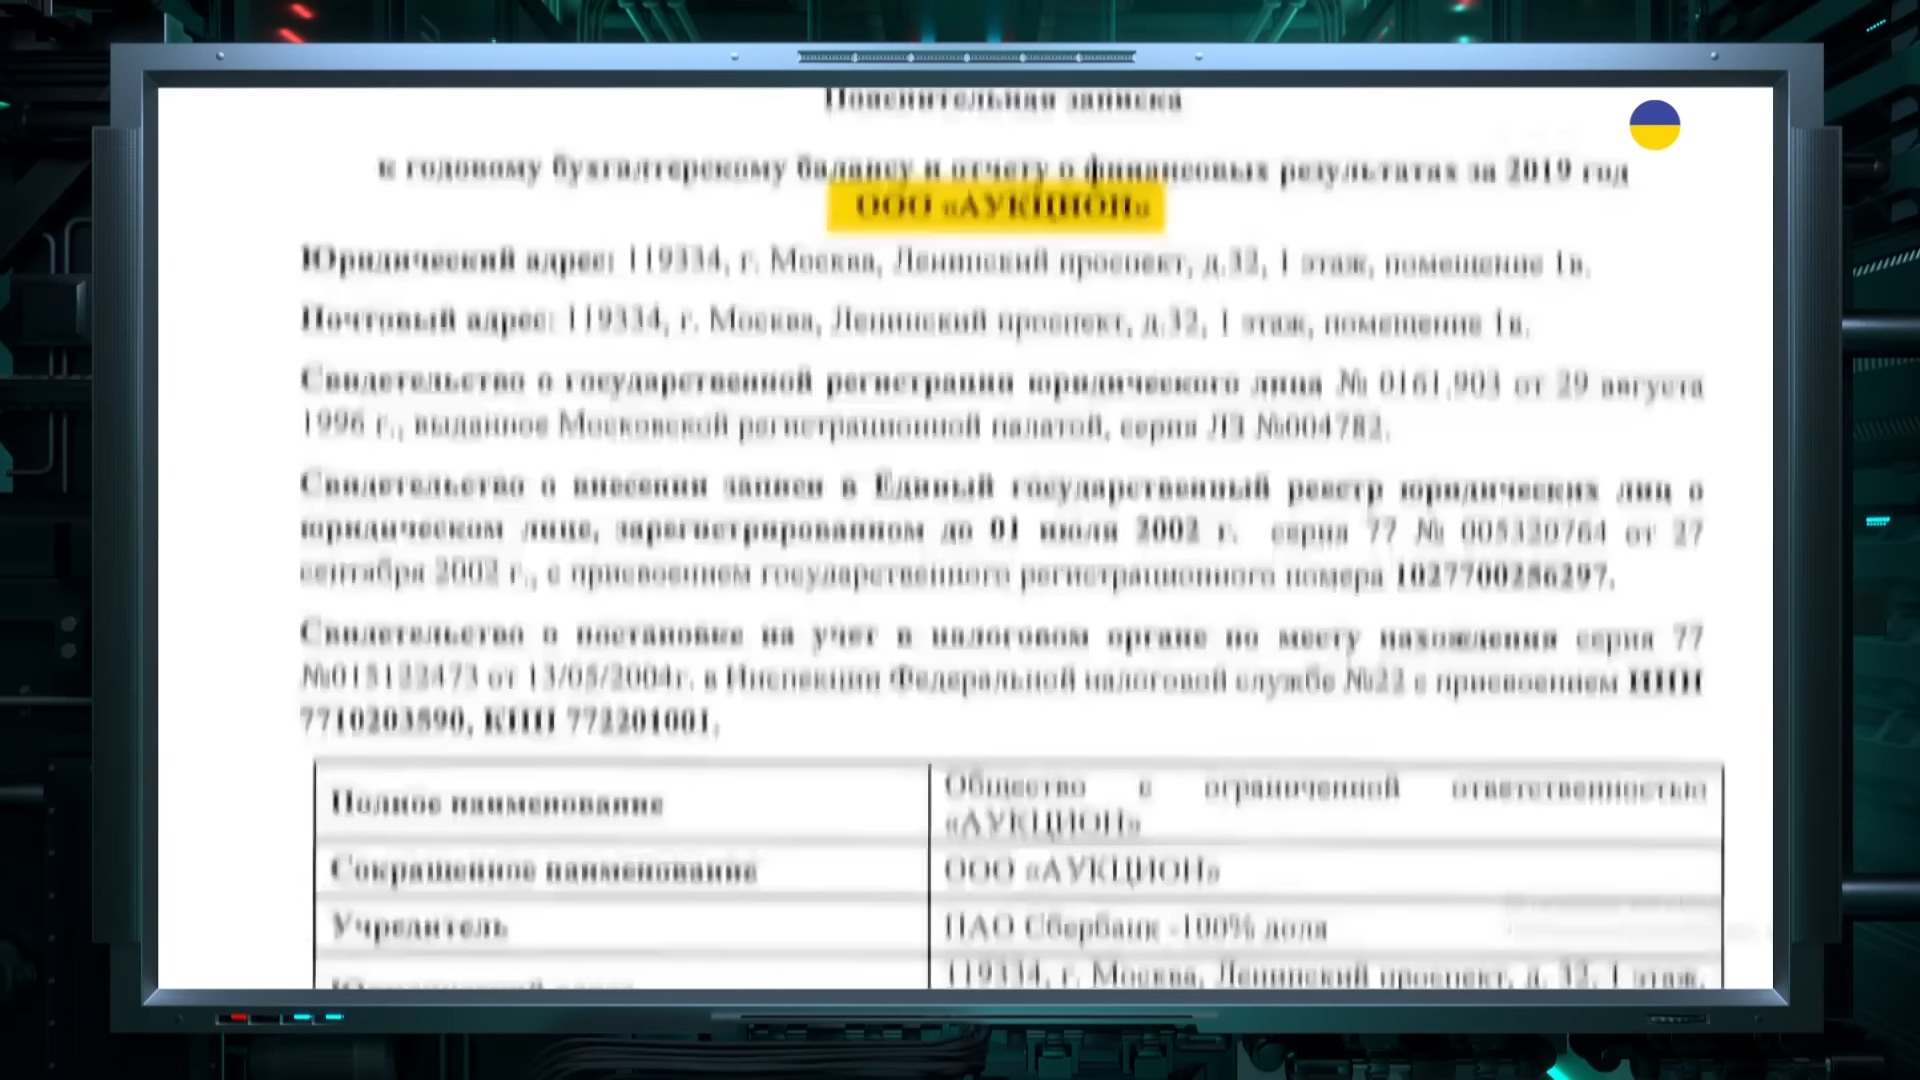 Пояснительная записка
к годовому бухгалтерскому балансу и отчету о финансовых результатах за 2019 год
ООО «АУКЦИОН»
Юридический адрес: 119334, г. Москва, Ленинский проспект, д.32, 1 этаж, помещение 1в.
Почтовый адрес: 119334, г. Москва, Ленинский проспект, д.32, 1 этаж, помещение 1в.
Свидетельство о государственной регистрации юридического лица № 0161.903 от 29 августа
1996 г., выданное Московской регистрационной палатой, серия ЛЗ №004782.
Свидетельство о внесении записи в Единый государственный реестр юридических лиц о
юридическом лице, зарегистрированном до 01 июля 2002 г. серия 77 № 005320764 от 27
сентября 2002 г., с присвоением государственного регистрационного номера 1027700256297.
Свидетельство о постановке на учет в налоговом органе по месту нахождения серия 77
№015122473 от 13/05/2004г. в Инспекции Федеральной налоговой службе №22 с присвоением ИНН
7710203590, КПП 772201001.
Полное наименование
Общество с ограниченной ответственностью
«АУКЦИОН»
Сокращенное наименование
ООО «АУКЦИОН»
Учредитель
ПАО Сбербанк -100% доля
119334, г. Москва, Ленинский проспект, д. 32, 1 этаж,